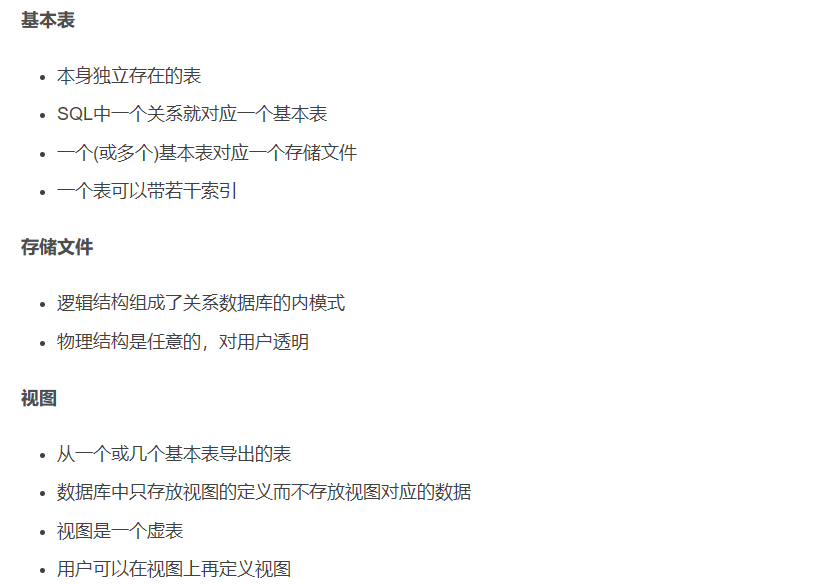 基本表
本身独立存在的表
SQL中一个关系就对应一个基本表
一个(或多个)基本表对应一个存储文件
一个表可以带若干索引
存储文件
逻辑结构组成了关系数据库的内模式
物理结构是任意的，对用户透明
视图
从一个或几个基本表导出的表
数据库中只存放视图的定义而不存放视图对应的数据
视图是一个虚表
用户可以在视图上再定义视图